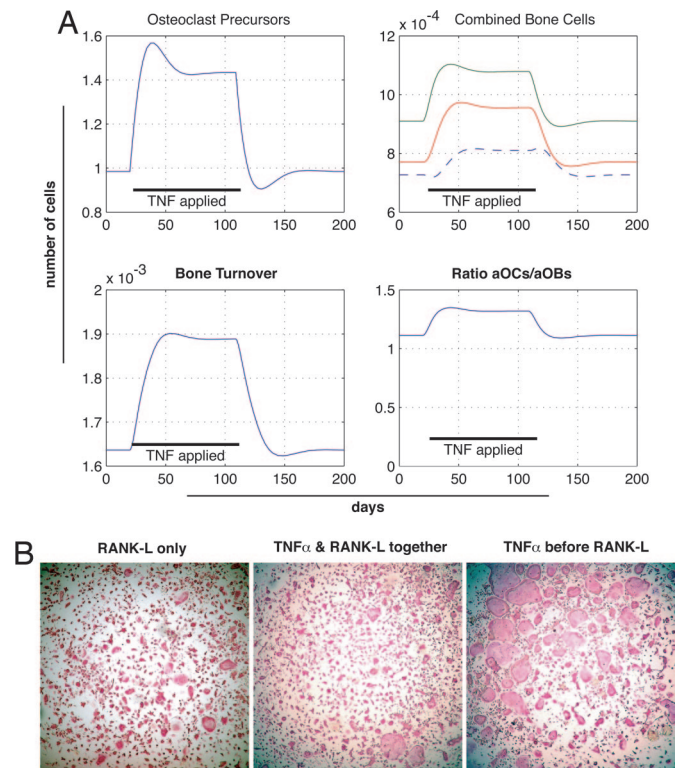 A
Osteoclast Precursors
Combined Bone Cells
number of cells
1.6
1.4
1.2
1
0.8
0 50 100 150 200
TNF applied
12 x 10-4
10
8
6
0 50 100 150 200
TNF applied
Bone Turnover
2 x 10-3
1.9
1.8
1.7
1.6
0 50 100 150 200
TNF applied
Ratio aOCs/aOBs
1.5
1
0.5
0
0 50 100 150 200
TNF applied
days
B
RANK-L only
TNFα & RANK-L together
TNFα before RANK-L